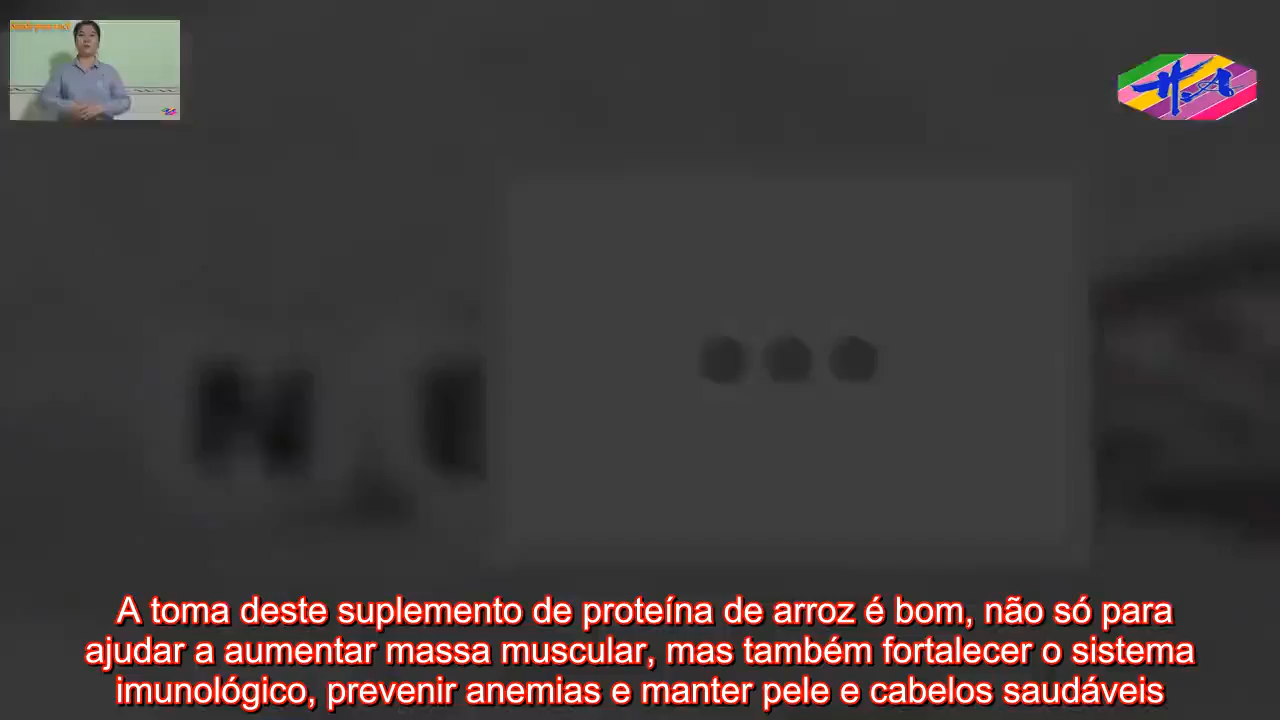 A toma deste suplemento de proteína de arroz é bom, não só para
ajudar a aumentar massa muscular, mas também fortalecer o sistema
imunológico, prevenir anemias e manter pele e cabelos saudáveis